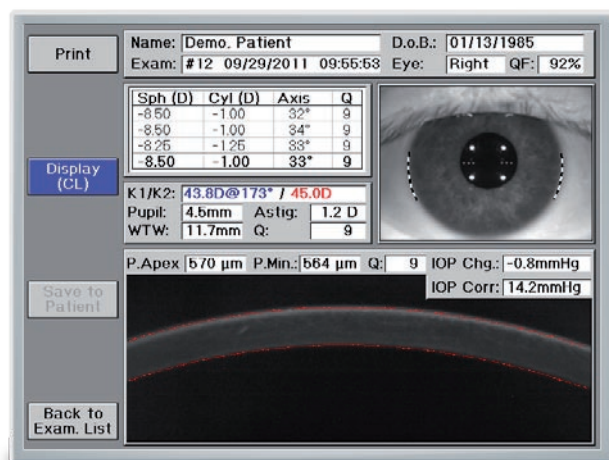 Print
Name: Demo, Patient D.o.B.: 01/13/1985
Exam: #12 09/29/2011 09:55:53 Eye: Right QF: 92%
Sph (D) Cyl (D) Axis Q
-8.50 -1.00 32° 9
-8.50 -1.00 34° 9
-8.25 -1.25 33° 9
-8.50 -1.00 33° 9
Display
(CL)
K1/K2: 43.8D@173° / 45.0D
Pupil: 4.5mm Astig: 1.2 D
WTW: 11.7mm Q: 9
P.Apex 570 µm P.Min.: 564 µm Q: 9 IOP Chg.: -0.8mmHg
IOP Corr: 14.2mmHg
Save to
Patient
Back to
Exam. List